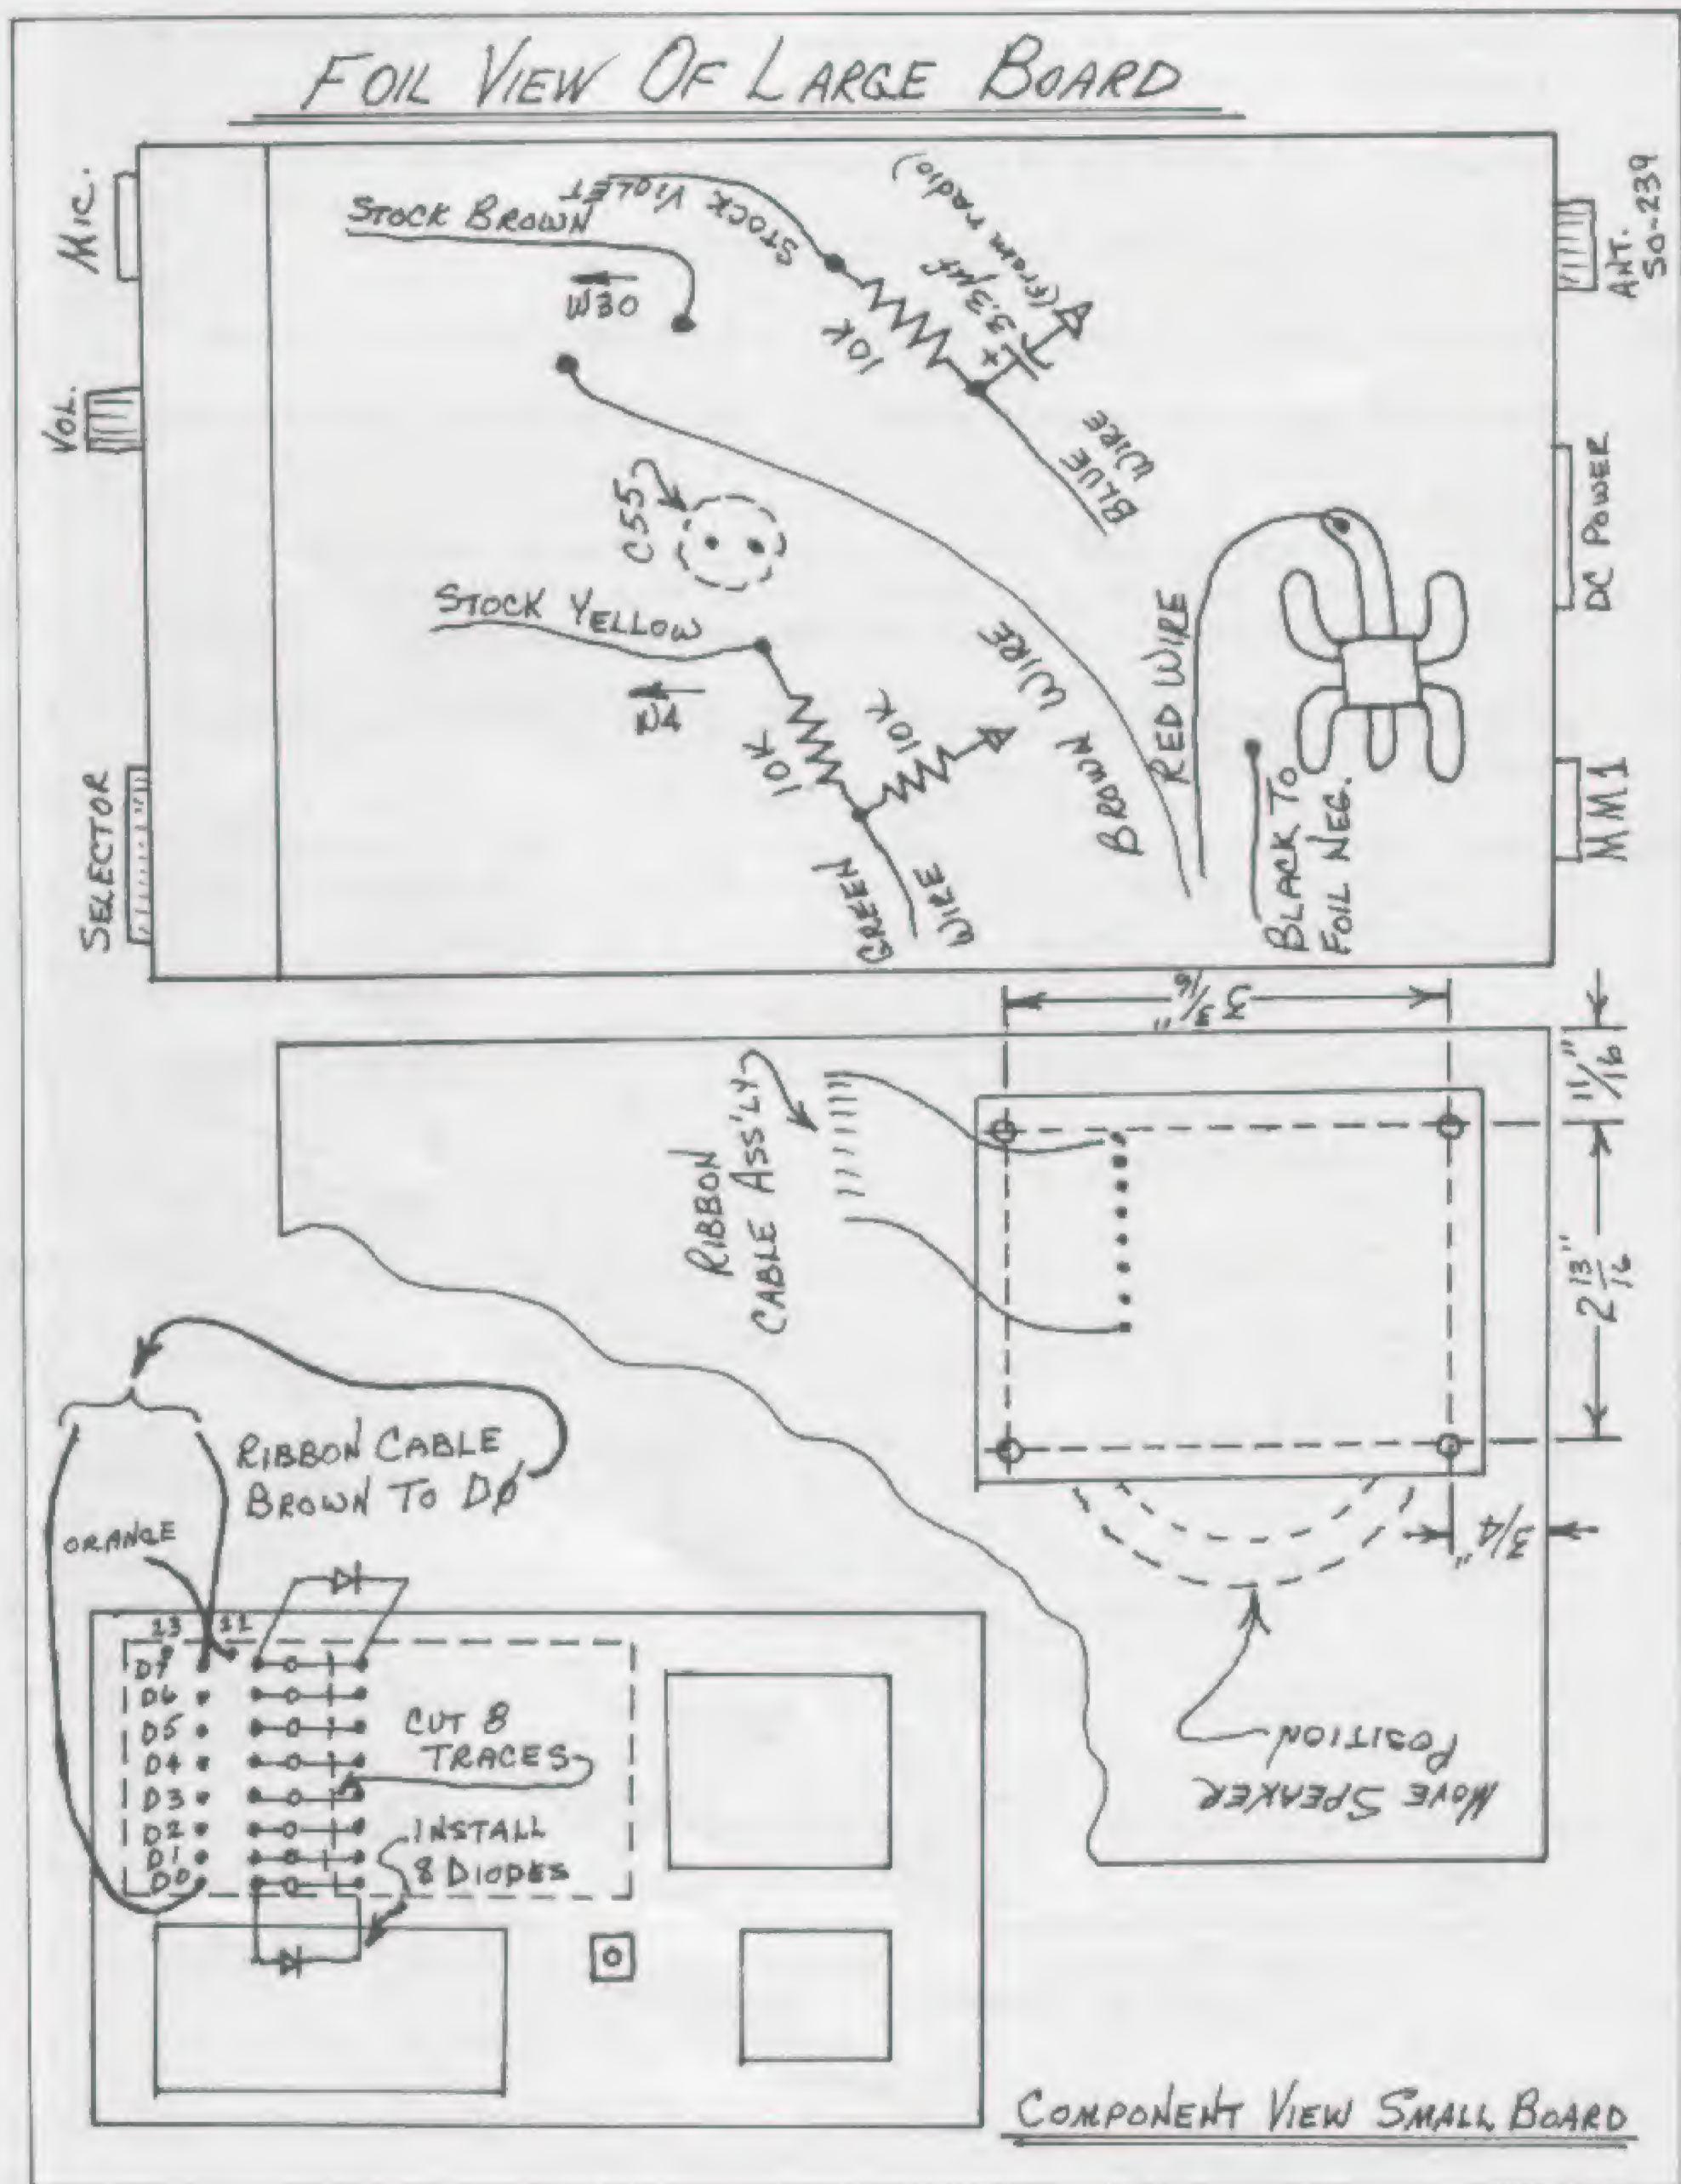 FOIL VIEW OF LARGE BOARD
MIC.
VOL.
SELECTOR
STOCK BROWN
W30
STOCK VIOLET
10K
+ 3.3µf
(from radio)
BLUE
WIRE
C55
STOCK YELLOW
W4
10K
10K
GREEN
WIRE
BROWN WIRE
RED WIRE
BLACK TO
FOIL NEG.
ANT.
SO-239
DC POWER
MM1
3 3/16"
11/16"
2 13/16"
3/4"
RIBBON
CABLE ASS'LY
MOVE SPEAKER
POSITION
RIBBON CABLE
BROWN TO DØ
ORANGE
13
D7
D6
D5
D4
D3
D2
D1
D0
CUT 8
TRACES
INSTALL
8 DIODES
COMPONENT VIEW SMALL BOARD